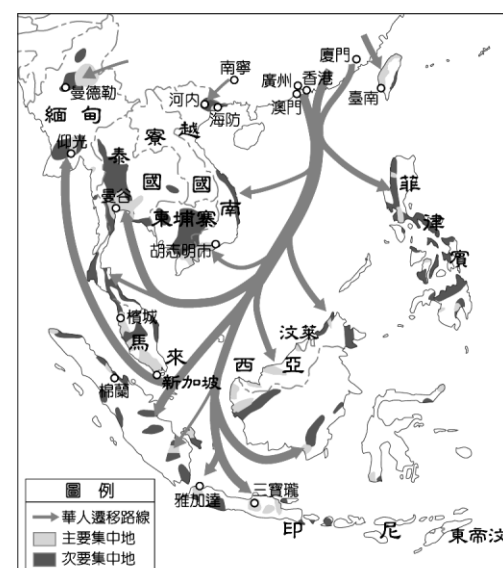 廈門
南寧
廣州
香港
曼德勒
臺南
澳門
河內
海防
緬甸
越
寮
仰光
泰
菲
國
國
曼谷
南
津
柬埔寨
賓
胡志明市
汶萊
檳城
馬
來
西
亞
新加坡
棉蘭
圖 例
雅加達
三寶瓏
華人遷移路線
印
尼
東帝汶
主要集中地
次要集中地